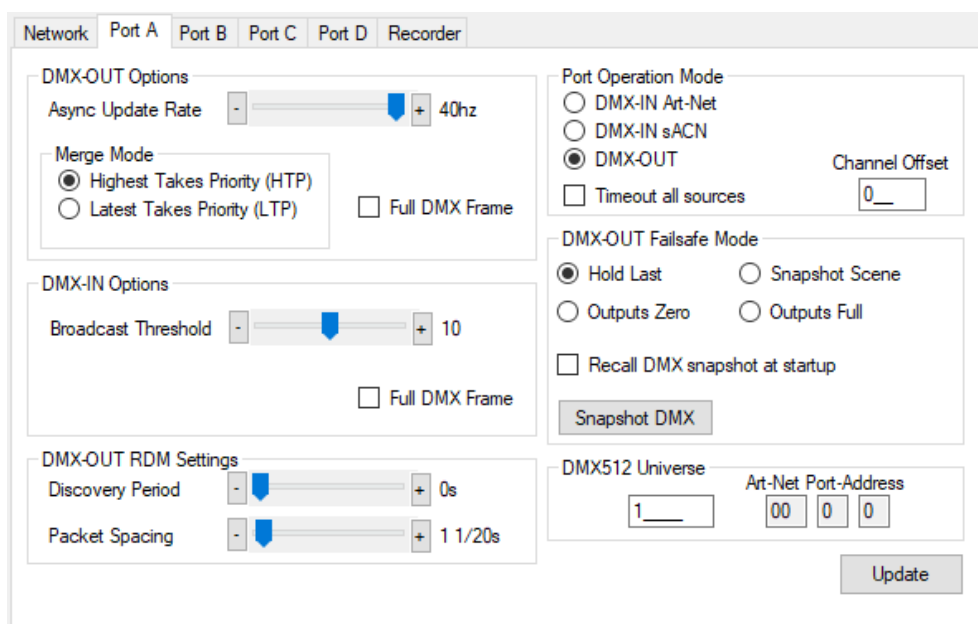 Network Port A Port B Port C Port D Recorder
DMX-OUT Options
Async Update Rate - + 40hz
Merge Mode
Highest Takes Priority (HTP)
Latest Takes Priority (LTP)
Full DMX Frame
DMX-IN Options
Broadcast Threshold - + 10
Full DMX Frame
DMX-OUT RDM Settings
Discovery Period - + 0s
Packet Spacing - + 1 1/20s
Port Operation Mode
DMX-IN Art-Net
DMX-IN sACN
DMX-OUT
Timeout all sources
Channel Offset
0__
DMX-OUT Failsafe Mode
Hold Last Snapshot Scene
Outputs Zero Outputs Full
Recall DMX snapshot at startup
Snapshot DMX
DMX512 Universe
1____
Art-Net Port-Address
00 0 0
Update